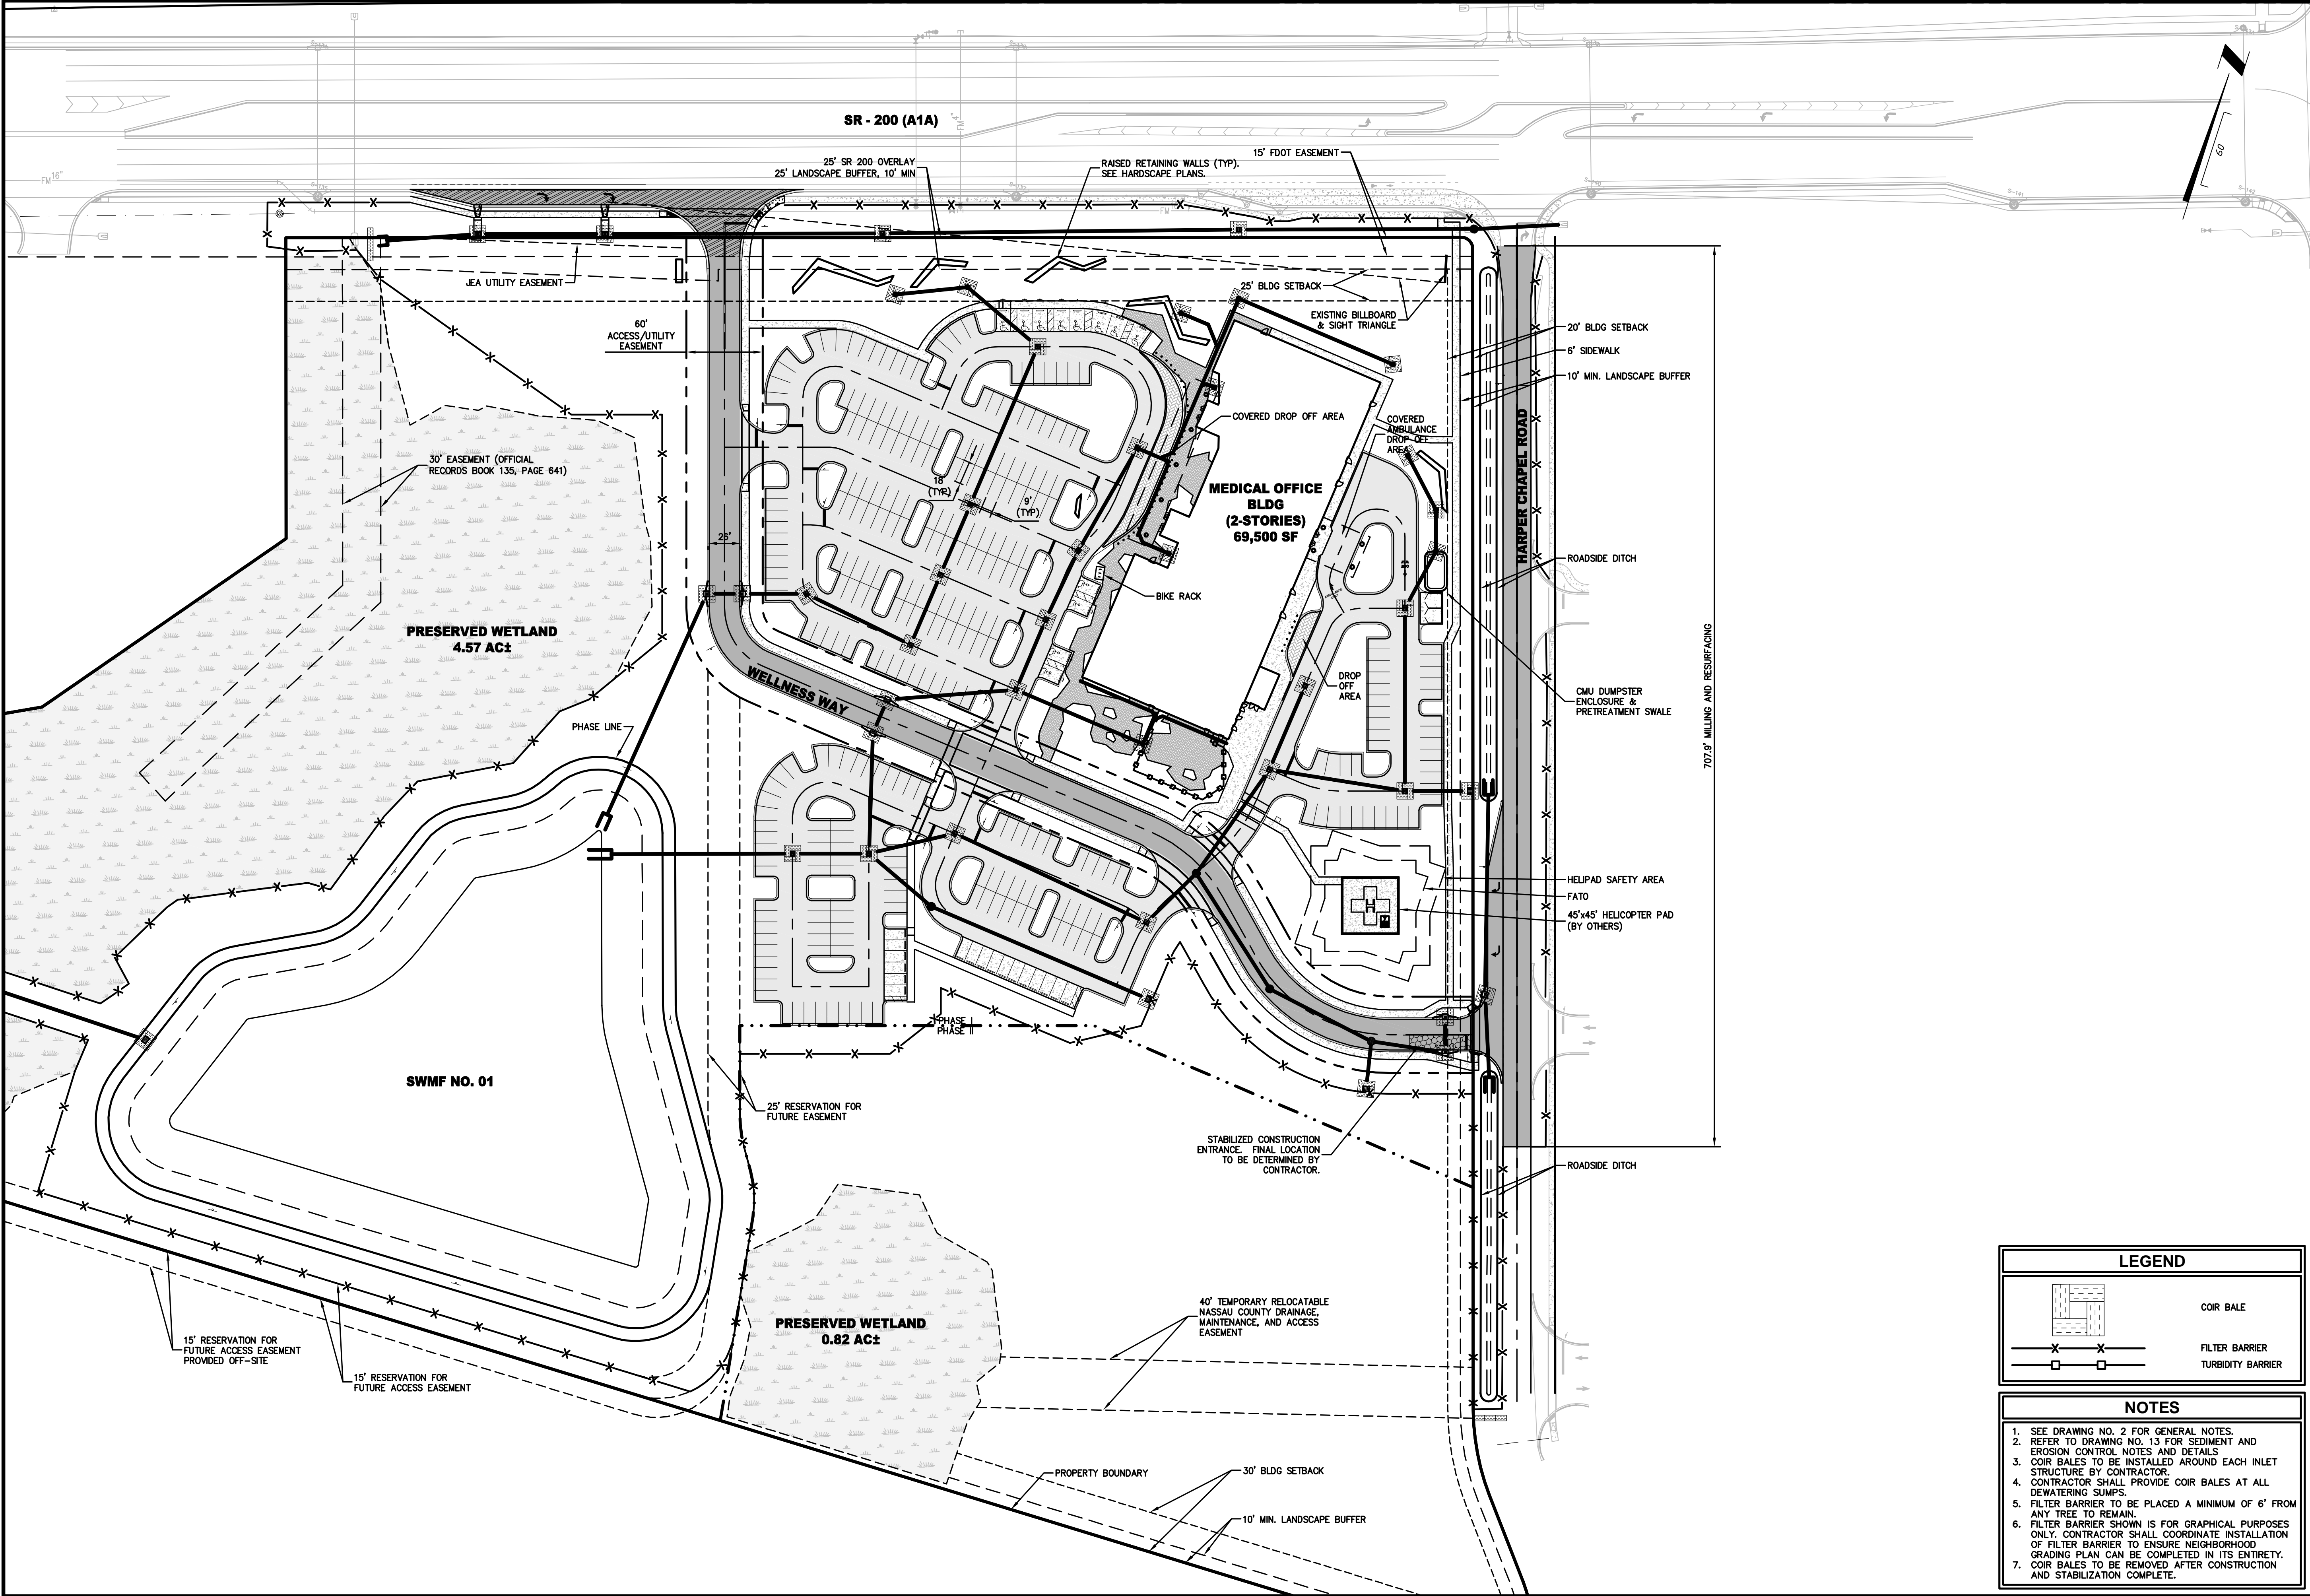 SR - 200 (A1A)
FM 16"
25' SR 200 OVERLAY
25' LANDSCAPE BUFFER, 10' MIN
RAISED RETAINING WALLS (TYP).
SEE HARDSCAPE PLANS.
15' FDOT EASEMENT
60
JEA UTILITY EASEMENT
60'
ACCESS/UTILITY
EASEMENT
25' BLDG SETBACK
EXISTING BILLBOARD
& SIGHT TRIANGLE
20' BLDG SETBACK
6' SIDEWALK
10' MIN. LANDSCAPE BUFFER
COVERED DROP OFF AREA
COVERED
AMBULANCE
DROP OFF
AREA
HARPER CHAPEL ROAD
30' EASEMENT (OFFICIAL
RECORDS BOOK 135, PAGE 641)
18'
(TYP)
9'
(TYP)
MEDICAL OFFICE
BLDG
(2-STORIES)
69,500 SF
26'
ROADSIDE DITCH
BIKE RACK
PRESERVED WETLAND
4.57 AC±
WELLNESS WAY
DROP
OFF
AREA
707.9' MILLING AND RESURFACING
CMU DUMPSTER
ENCLOSURE &
PRETREATMENT SWALE
PHASE LINE
HELIPAD SAFETY AREA
FATO
45'x45' HELICOPTER PAD
(BY OTHERS)
H
PHASE I
PHASE II
SWMF NO. 01
25' RESERVATION FOR
FUTURE EASEMENT
STABILIZED CONSTRUCTION
ENTRANCE. FINAL LOCATION
TO BE DETERMINED BY
CONTRACTOR.
ROADSIDE DITCH
PRESERVED WETLAND
0.82 AC±
40' TEMPORARY RELOCATABLE
NASSAU COUNTY DRAINAGE,
MAINTENANCE, AND ACCESS
EASEMENT
15' RESERVATION FOR
FUTURE ACCESS EASEMENT
PROVIDED OFF-SITE
15' RESERVATION FOR
FUTURE ACCESS EASEMENT
PROPERTY BOUNDARY
30' BLDG SETBACK
10' MIN. LANDSCAPE BUFFER
LEGEND
COIR BALE
FILTER BARRIER
TURBIDITY BARRIER
NOTES
1. SEE DRAWING NO. 2 FOR GENERAL NOTES.
2. REFER TO DRAWING NO. 13 FOR SEDIMENT AND
EROSION CONTROL NOTES AND DETAILS
3. COIR BALES TO BE INSTALLED AROUND EACH INLET
STRUCTURE BY CONTRACTOR.
4. CONTRACTOR SHALL PROVIDE COIR BALES AT ALL
DEWATERING SUMPS.
5. FILTER BARRIER TO BE PLACED A MINIMUM OF 6' FROM
ANY TREE TO REMAIN.
6. FILTER BARRIER SHOWN IS FOR GRAPHICAL PURPOSES
ONLY. CONTRACTOR SHALL COORDINATE INSTALLATION
OF FILTER BARRIER TO ENSURE NEIGHBORHOOD
GRADING PLAN CAN BE COMPLETED IN ITS ENTIRETY.
7. COIR BALES TO BE REMOVED AFTER CONSTRUCTION
AND STABILIZATION COMPLETE.